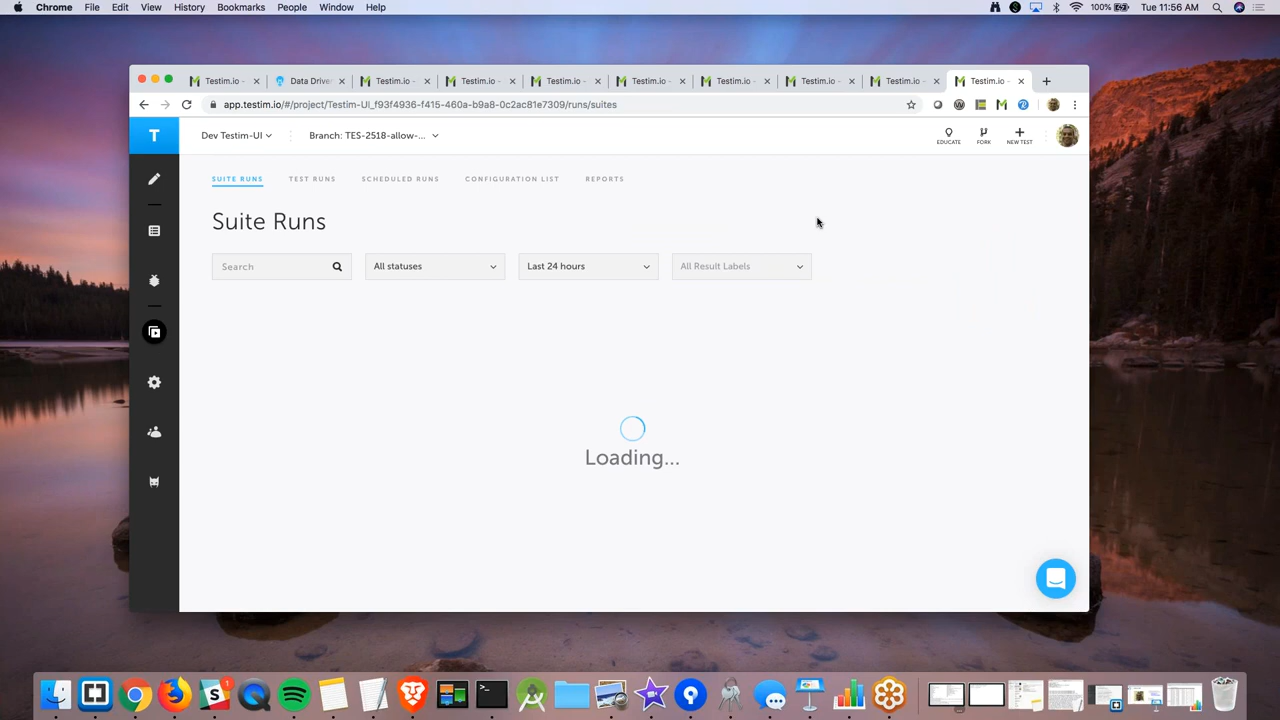 Chrome File Edit View History Bookmarks People Window Help
100% Tue 11:56 AM
Testim.io - Data Drive Testim.io - Testim.io - Testim.io - Testim.io - Testim.io - Testim.io - Testim.io - Testim.io -
app.testim.io/#/project/Testim-UI_f93f4936-f415-460a-b9a8-0c2ac81e7309/runs/suites
T Dev Testim-UI Branch: TES-2518-allow-...
EDUCATE FORK NEW TEST
SUITE RUNS TEST RUNS SCHEDULED RUNS CONFIGURATION LIST REPORTS
Suite Runs
Search All statuses Last 24 hours All Result Labels
Loading...
1